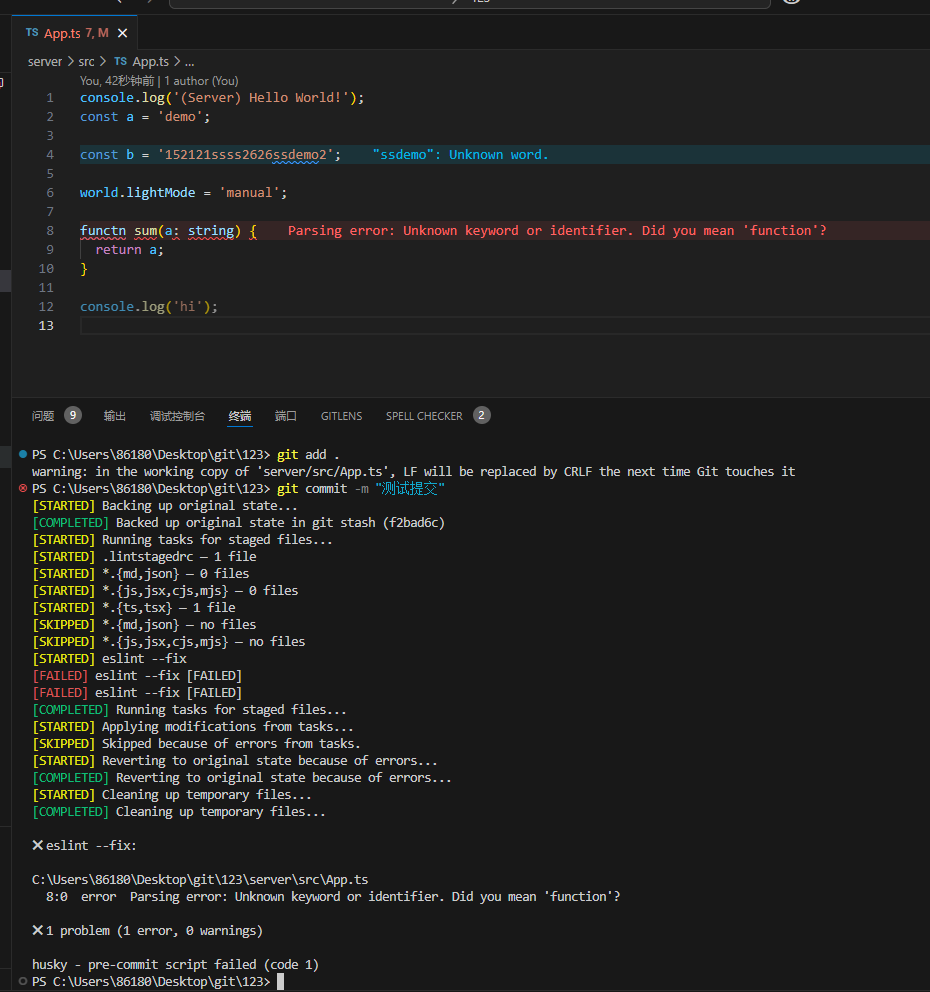 TS App.ts 7, M ✕
server > src > TS App.ts > ...
You, 42秒钟前 | 1 author (You)
1 console.log('(Server) Hello World!');
2 const a = 'demo';
3
4 const b = '152121ssss2626ssdemo2'; "ssdemo": Unknown word.
5
6 world.lightMode = 'manual';
7
8 functn sum(a: string) { Parsing error: Unknown keyword or identifier. Did you mean 'function'?
9 return a;
10 }
11
12 console.log('hi');
13
问题 9 输出 调试控制台 终端 端口 GITLENS SPELL CHECKER 2
PS C:\Users\86180\Desktop\git\123> git add .
warning: in the working copy of 'server/src/App.ts', LF will be replaced by CRLF the next time Git touches it
PS C:\Users\86180\Desktop\git\123> git commit -m "测试提交"
[STARTED] Backing up original state...
[COMPLETED] Backed up original state in git stash (f2bad6c)
[STARTED] Running tasks for staged files...
[STARTED] .lintstagedrc — 1 file
[STARTED] *.{md,json} — 0 files
[STARTED] *.{js,jsx,cjs,mjs} — 0 files
[STARTED] *.{ts,tsx} — 1 file
[SKIPPED] *.{md,json} — no files
[SKIPPED] *.{js,jsx,cjs,mjs} — no files
[STARTED] eslint --fix
[FAILED] eslint --fix [FAILED]
[FAILED] eslint --fix [FAILED]
[COMPLETED] Running tasks for staged files...
[STARTED] Applying modifications from tasks...
[SKIPPED] Skipped because of errors from tasks.
[STARTED] Reverting to original state because of errors...
[COMPLETED] Reverting to original state because of errors...
[STARTED] Cleaning up temporary files...
[COMPLETED] Cleaning up temporary files...
✕ eslint --fix:
C:\Users\86180\Desktop\git\123\server\src\App.ts
8:0 error Parsing error: Unknown keyword or identifier. Did you mean 'function'?
✕ 1 problem (1 error, 0 warnings)
husky - pre-commit script failed (code 1)
PS C:\Users\86180\Desktop\git\123>